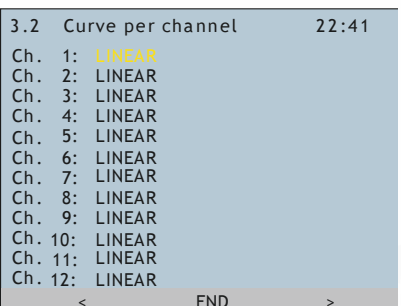 3.2 Curve per channel 22:41
Ch. 1: LINEAR
Ch. 2: LINEAR
Ch. 3: LINEAR
Ch. 4: LINEAR
Ch. 5: LINEAR
Ch. 6: LINEAR
Ch. 7: LINEAR
Ch. 8: LINEAR
Ch. 9: LINEAR
Ch. 10: LINEAR
Ch. 11: LINEAR
Ch. 12: LINEAR
< END >